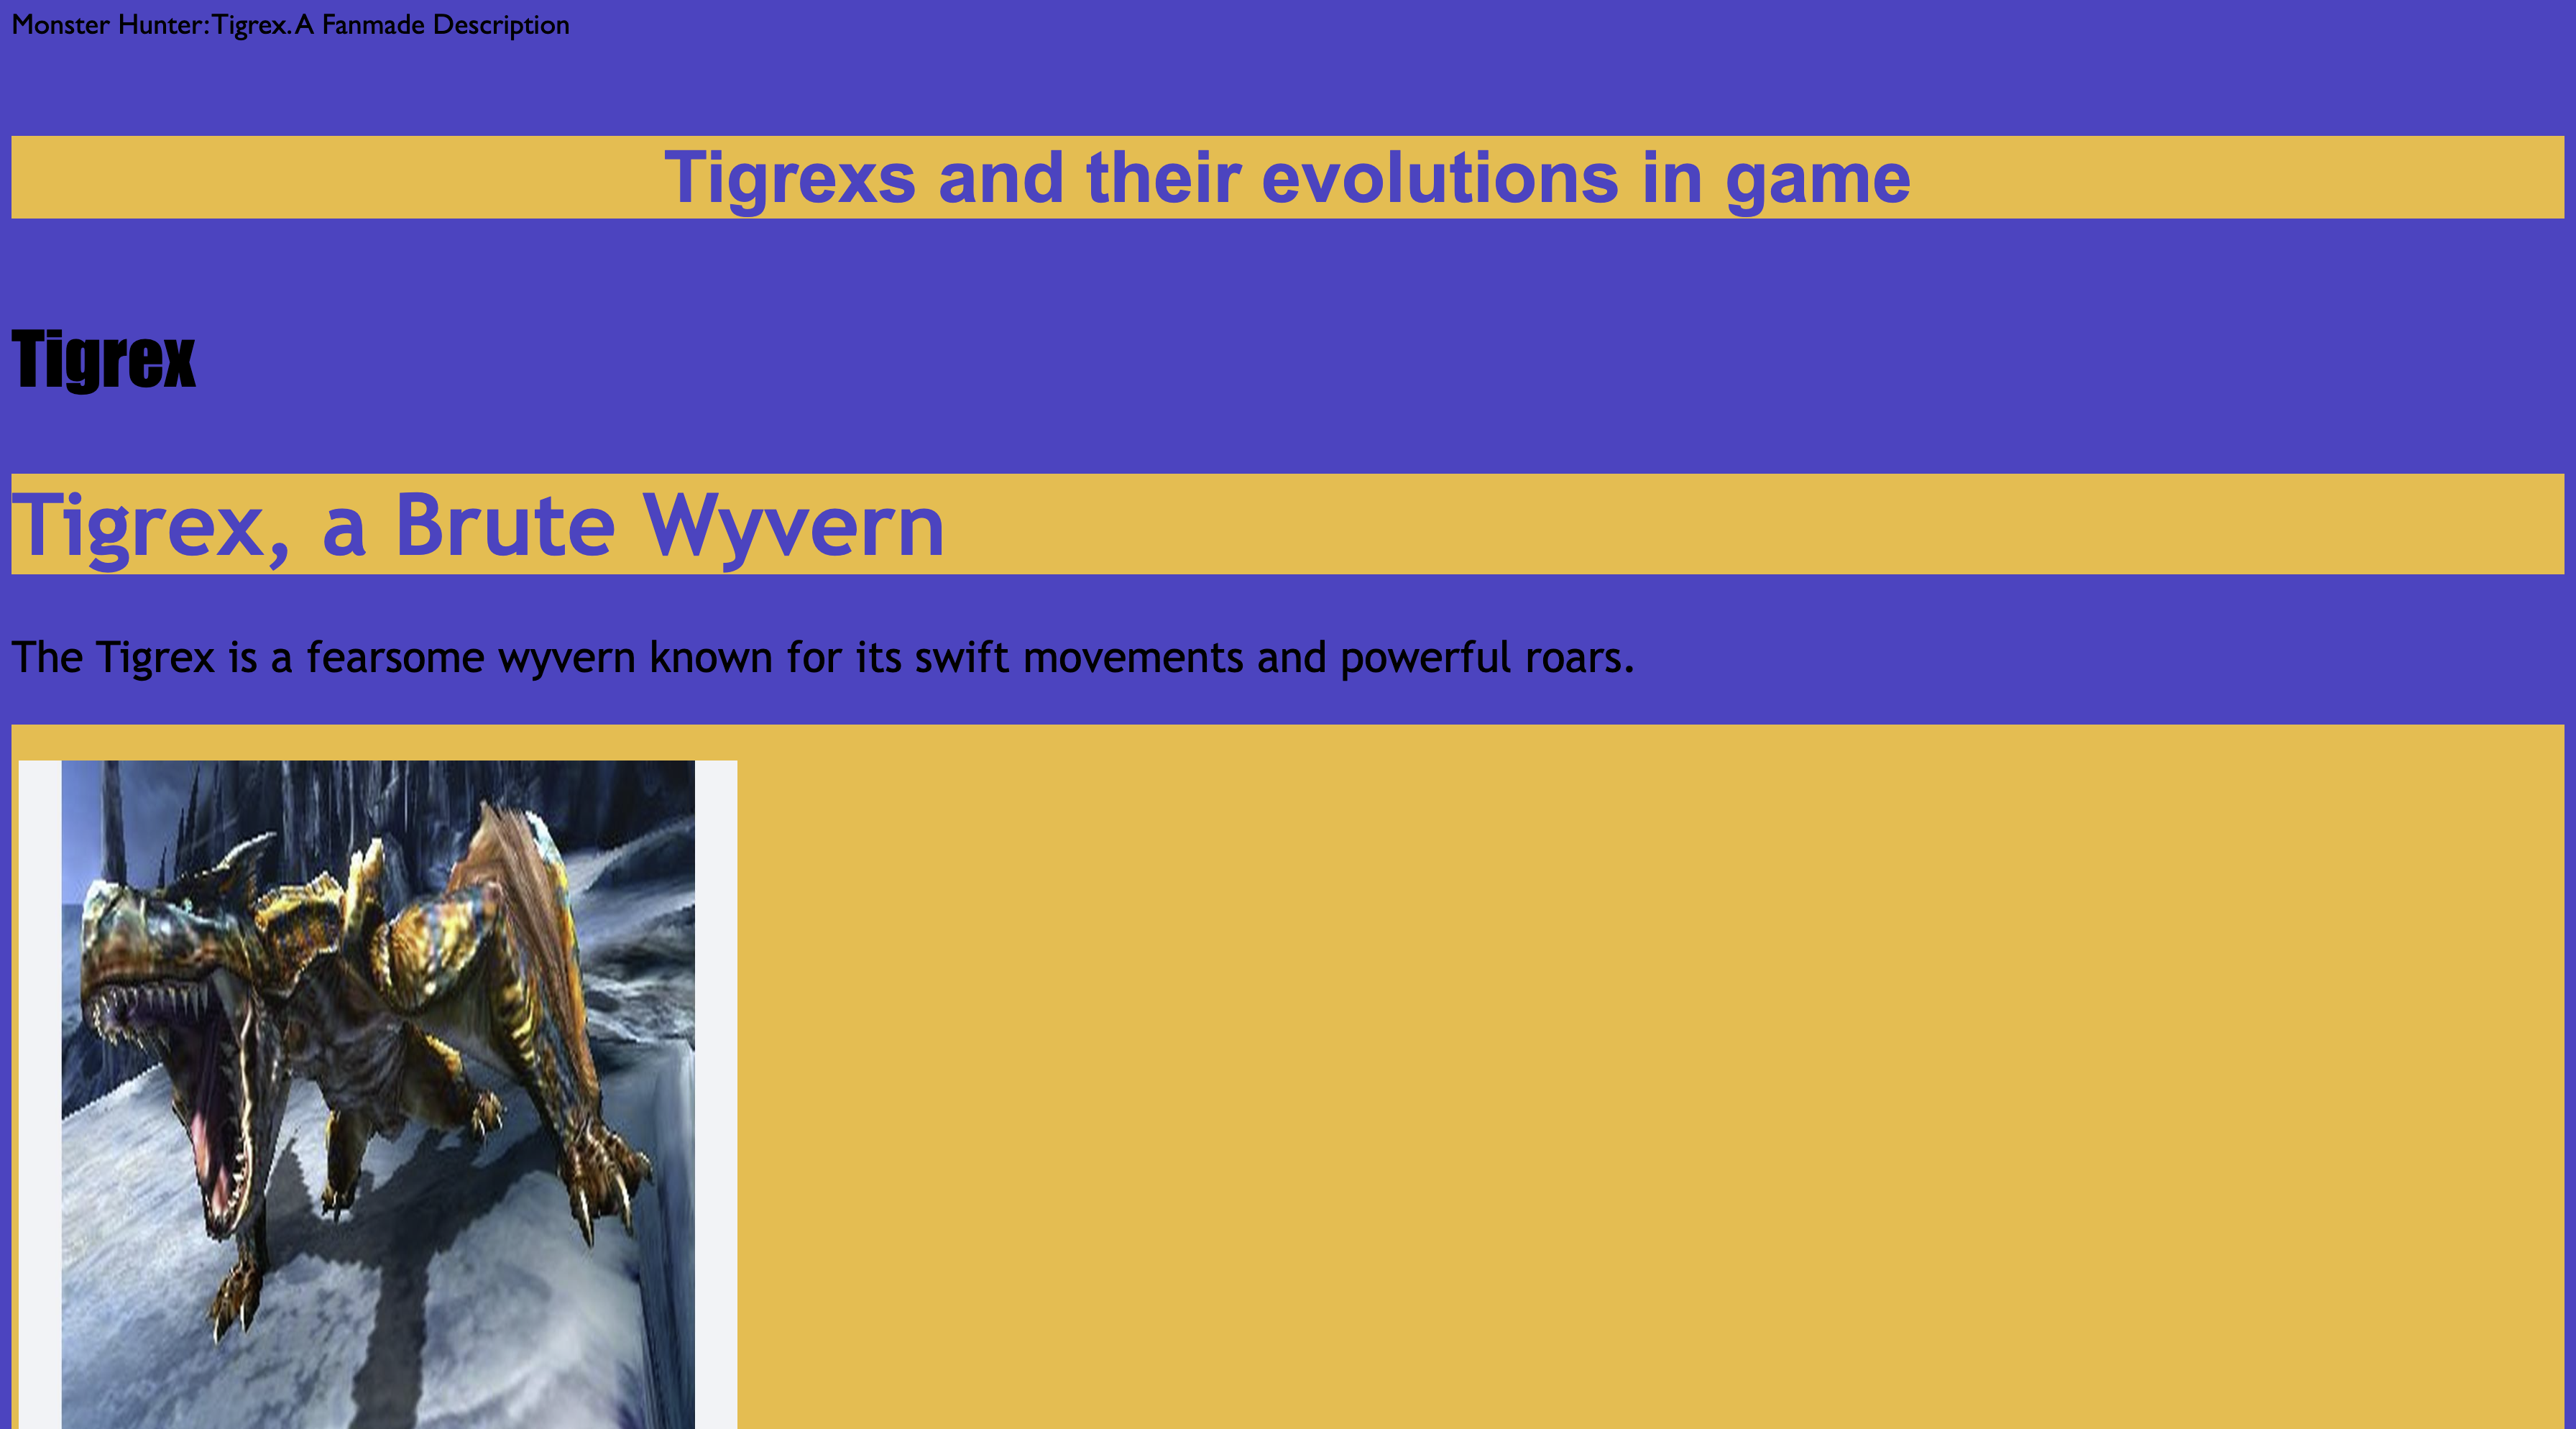 Monster Hunter: Tigrex. A Fanmade Description
Tigrexs and their evolutions in game
Tigrex
Tigrex, a Brute Wyvern
The Tigrex is a fearsome wyvern known for its swift movements and powerful roars.